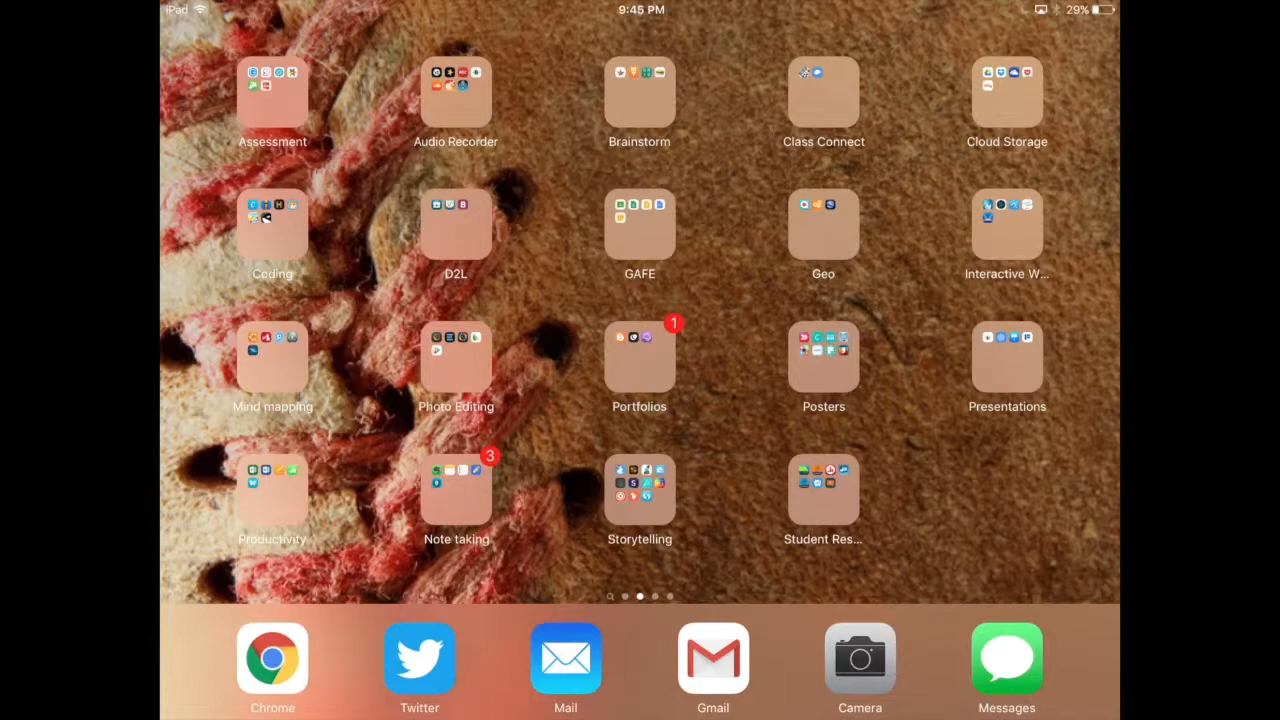 iPad 9:45 PM 29%
Assessment Audio Recorder Brainstorm Class Connect Cloud Storage
Coding D2L GAFE Geo Interactive W...
1
Mind mapping Photo Editing Portfolios Posters Presentations
3
Productivity Note taking Storytelling Student Res...
Chrome Twitter Mail Gmail Camera Messages